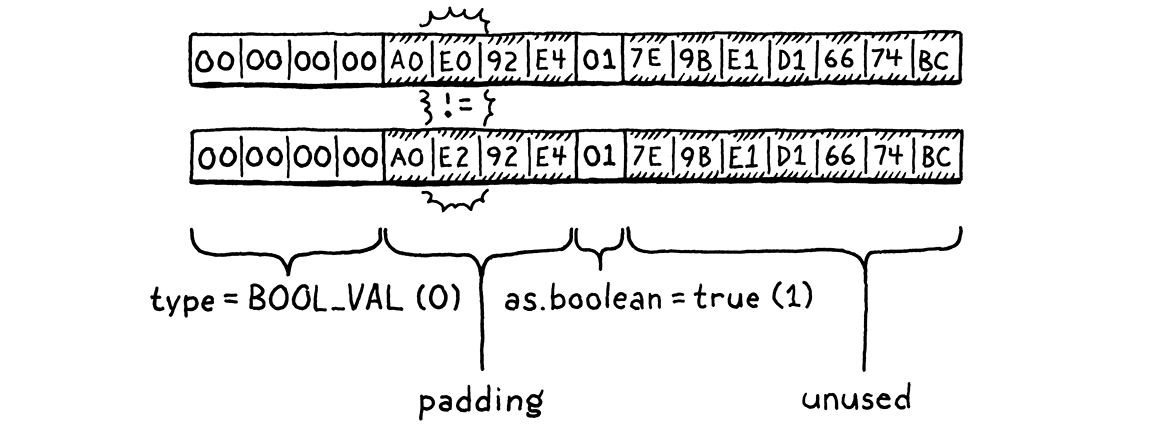 00 00 00 00 A0 E0 92 E4 01 7E 9B E1 D1 66 74 BC
!=
00 00 00 00 A0 E2 92 E4 01 7E 9B E1 D1 66 74 BC
type = BOOL_VAL (0) as.boolean = true (1)
padding unused